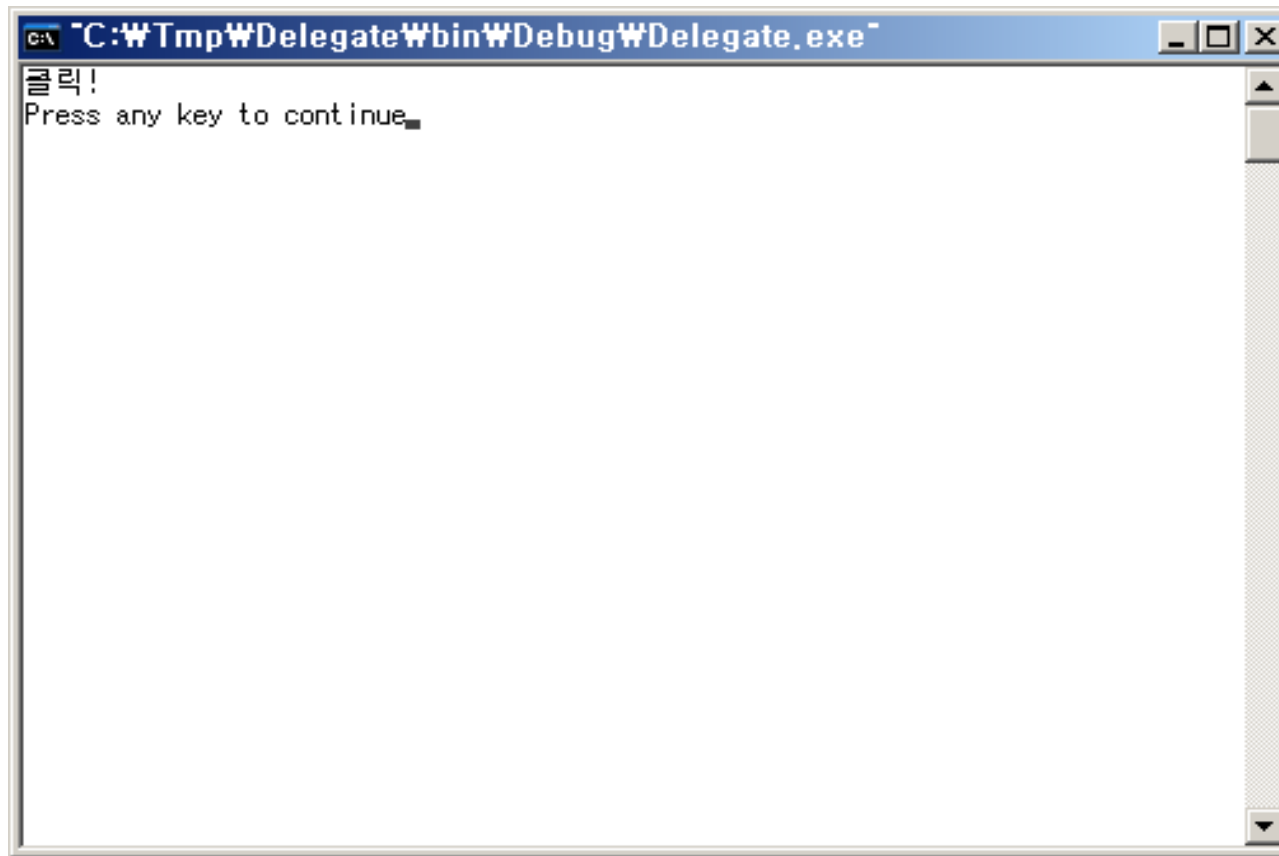 "C:₩Tmp₩Delegate₩bin₩Debug₩Delegate.exe"
클릭!
Press any key to continue